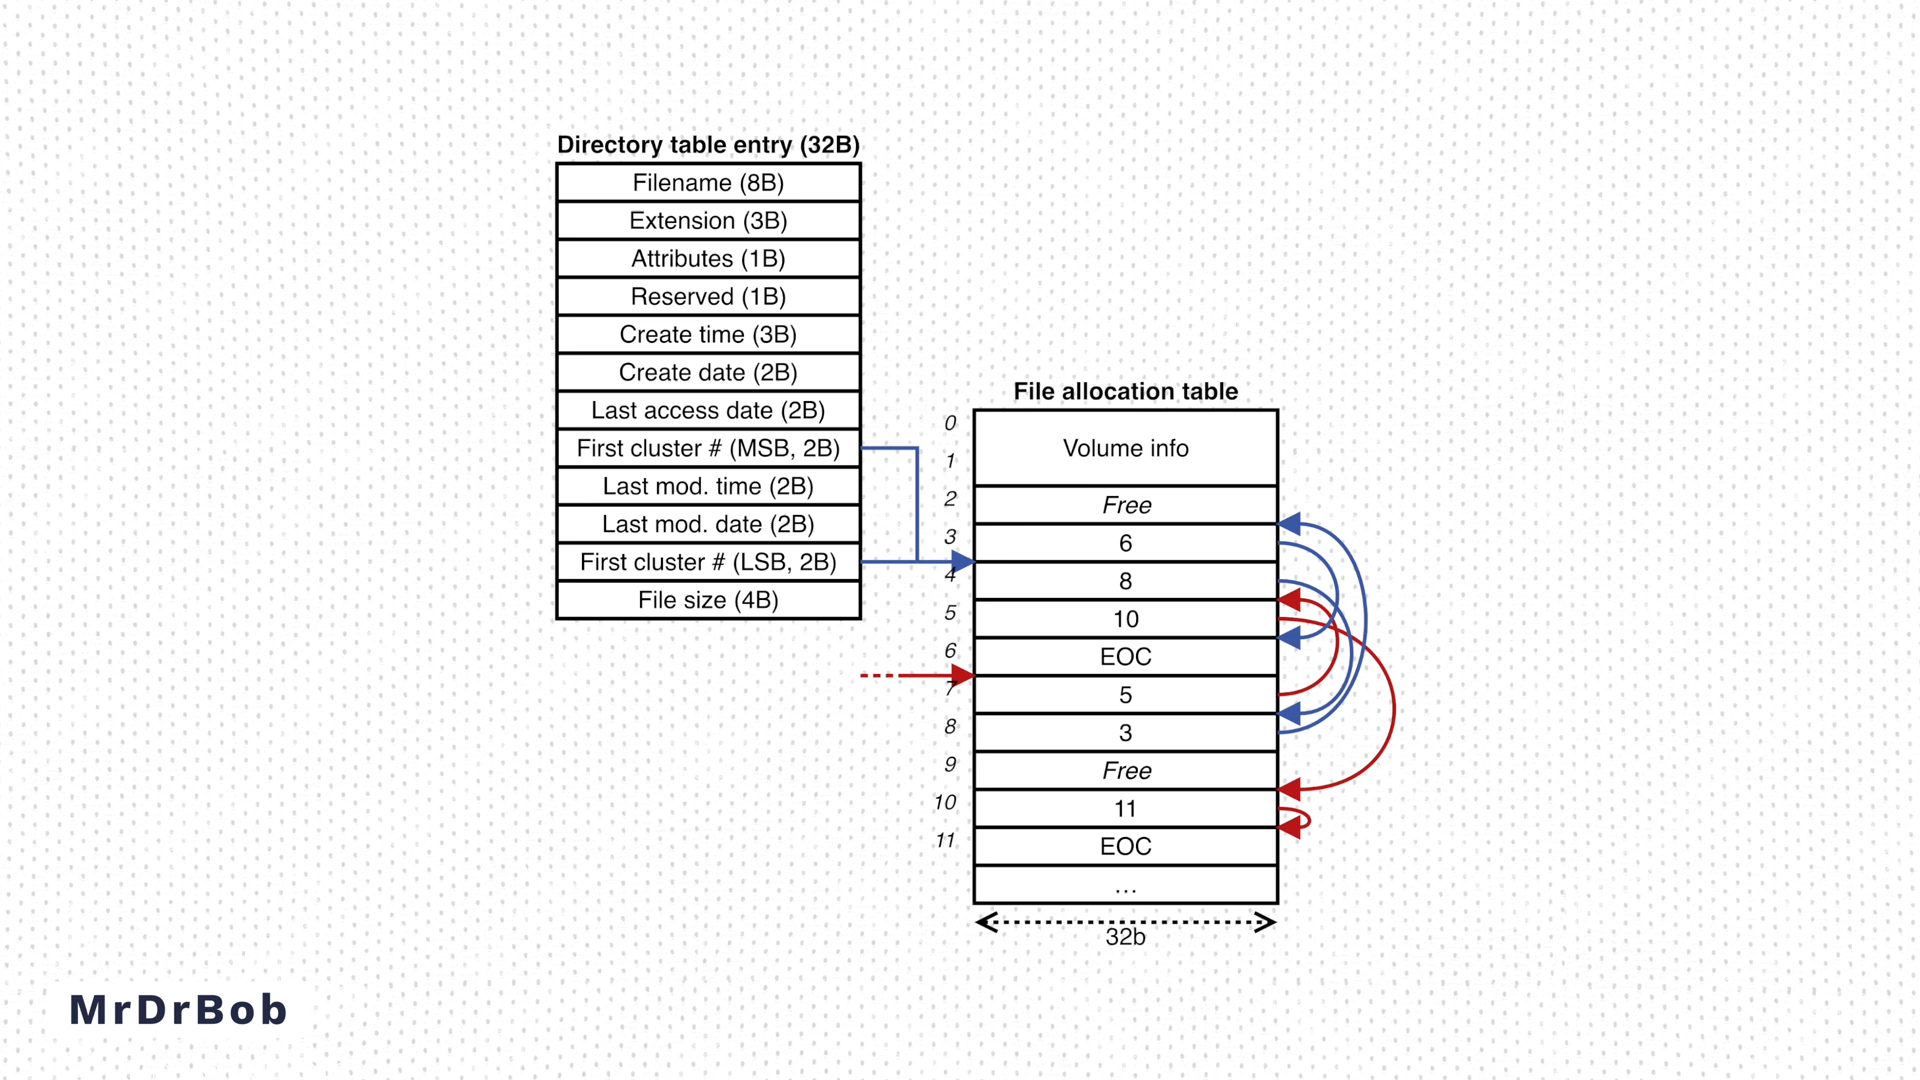 Directory table entry (32B)
Filename (8B)
Extension (3B)
Attributes (1B)
Reserved (1B)
Create time (3B)
Create date (2B)
Last access date (2B)
First cluster # (MSB, 2B)
Last mod. time (2B)
Last mod. date (2B)
First cluster # (LSB, 2B)
File size (4B)
File allocation table
0
Volume info
1
2 Free
3 6
4 8
5 10
6 EOC
7 5
8 3
9 Free
10 11
11 EOC
...
32b
MrDrBob